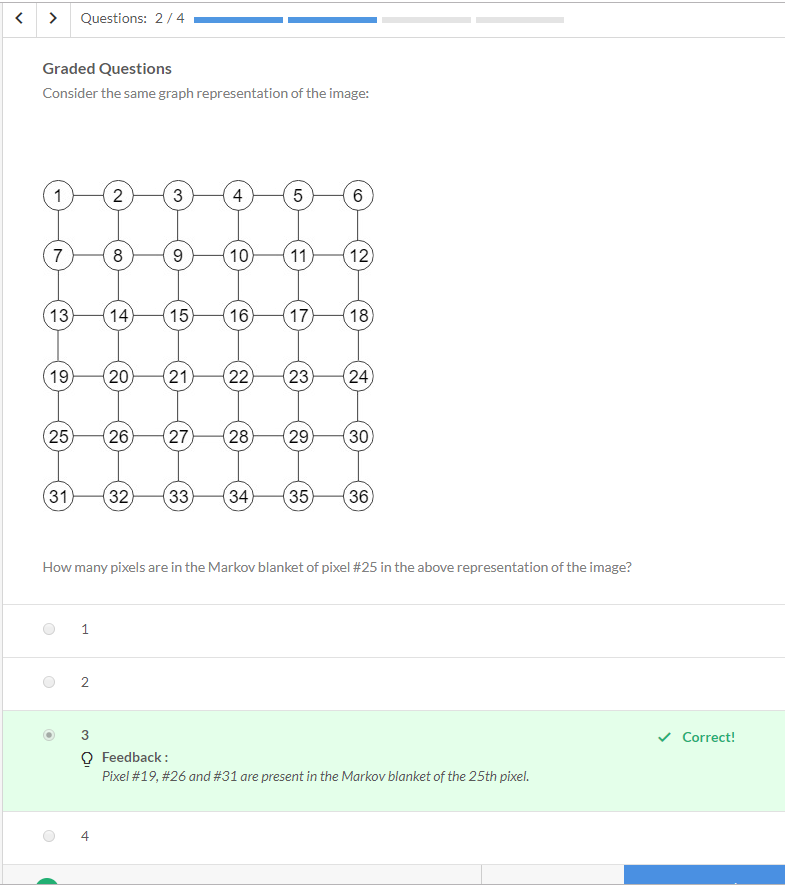 Questions: 2 / 4
Graded Questions
Consider the same graph representation of the image:
1 2 3 4 5 6
7 8 9 10 11 12
13 14 15 16 17 18
19 20 21 22 23 24
25 26 27 28 29 30
31 32 33 34 35 36
How many pixels are in the Markov blanket of pixel #25 in the above representation of the image?
1
2
3
Correct!
Feedback :
Pixel #19, #26 and #31 are present in the Markov blanket of the 25th pixel.
4